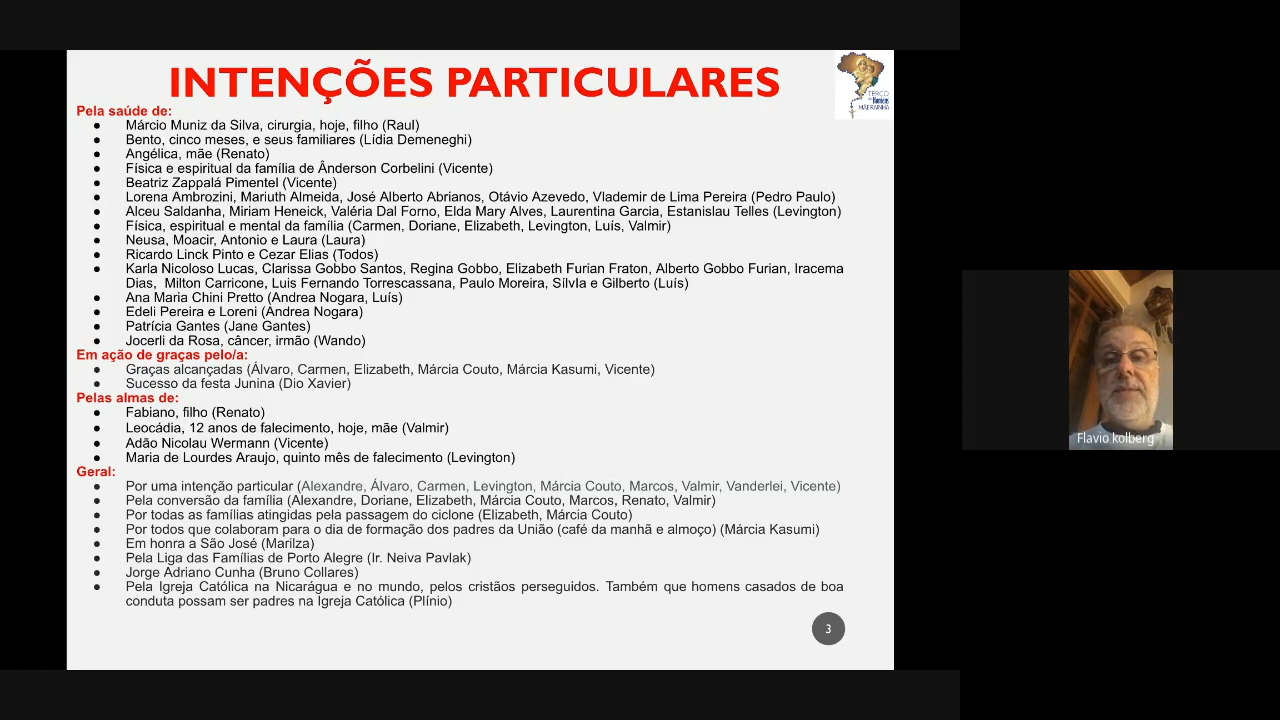 INTENÇÕES PARTICULARES
TERÇO
dos Homens
MÃE RAINHA
Pela saúde de:
● Márcio Muniz da Silva, cirurgia, hoje, filho (Raul)
● Bento, cinco meses, e seus familiares (Lídia Demeneghi)
● Angélica, mãe (Renato)
● Física e espiritual da família de Ânderson Corbelini (Vicente)
● Beatriz Zappalá Pimentel (Vicente)
● Lorena Ambrozini, Mariuth Almeida, José Alberto Abrianos, Otávio Azevedo, Vlademir de Lima Pereira (Pedro Paulo)
● Alceu Saldanha, Miriam Heneick, Valéria Dal Forno, Elda Mary Alves, Laurentina Garcia, Estanislau Telles (Levington)
● Física, espiritual e mental da família (Carmen, Doriane, Elizabeth, Levington, Luís, Valmir)
● Neusa, Moacir, Antonio e Laura (Laura)
● Ricardo Linck Pinto e Cezar Elias (Todos)
● Karla Nicoloso Lucas, Clarissa Gobbo Santos, Regina Gobbo, Elizabeth Furian Fraton, Alberto Gobbo Furian, Iracema
Dias, Milton Carricone, Luis Fernando Torrescassana, Paulo Moreira, SílvIa e Gilberto (Luís)
● Ana Maria Chini Pretto (Andrea Nogara, Luís)
● Edeli Pereira e Loreni (Andrea Nogara)
● Patrícia Gantes (Jane Gantes)
● Jocerli da Rosa, câncer, irmão (Wando)
Em ação de graças pelo/a:
● Graças alcançadas (Álvaro, Carmen, Elizabeth, Márcia Couto, Márcia Kasumi, Vicente)
● Sucesso da festa Junina (Dio Xavier)
Pelas almas de:
● Fabiano, filho (Renato)
● Leocádia, 12 anos de falecimento, hoje, mãe (Valmir)
● Adão Nicolau Wermann (Vicente)
● Maria de Lourdes Araujo, quinto mês de falecimento (Levington)
Geral:
● Por uma intenção particular (Alexandre, Álvaro, Carmen, Levington, Márcia Couto, Marcos, Valmir, Vanderlei, Vicente)
● Pela conversão da família (Alexandre, Doriane, Elizabeth, Márcia Couto, Marcos, Renato, Valmir)
● Por todas as famílias atingidas pela passagem do ciclone (Elizabeth, Márcia Couto)
● Por todos que colaboram para o dia de formação dos padres da União (café da manhã e almoço) (Márcia Kasumi)
● Em honra a São José (Marilza)
● Pela Liga das Famílias de Porto Alegre (Ir. Neiva Pavlak)
● Jorge Adriano Cunha (Bruno Collares)
● Pela Igreja Católica na Nicarágua e no mundo, pelos cristãos perseguidos. Também que homens casados de boa
conduta possam ser padres na Igreja Católica (Plínio)
3
Flavio kolberg